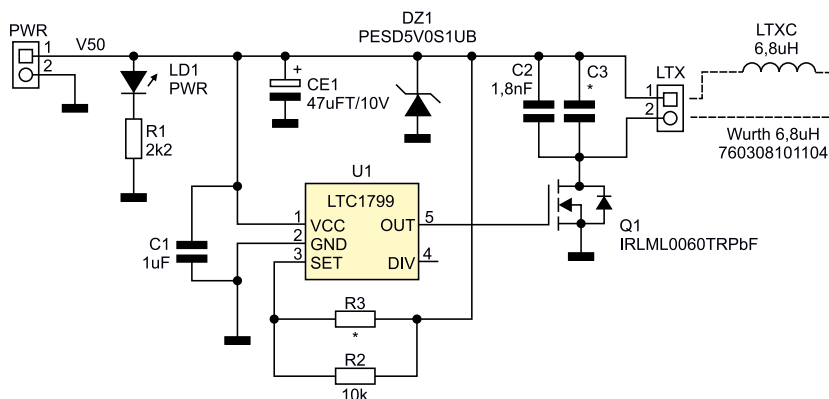 PWR
1
2
V50
LD1
PWR
R1
2k2
+
CE1
47uFT/10V
DZ1
PESD5V0S1UB
C2
1,8nF
C3
*
LTX
1
2
LTXC
6,8uH
Wurth 6,8uH
760308101104
U1
LTC1799
1 VCC
2 GND
3 SET
OUT 5
DIV 4
C1
1uF
Q1
IRLML0060TRPbF
R3
*
R2
10k